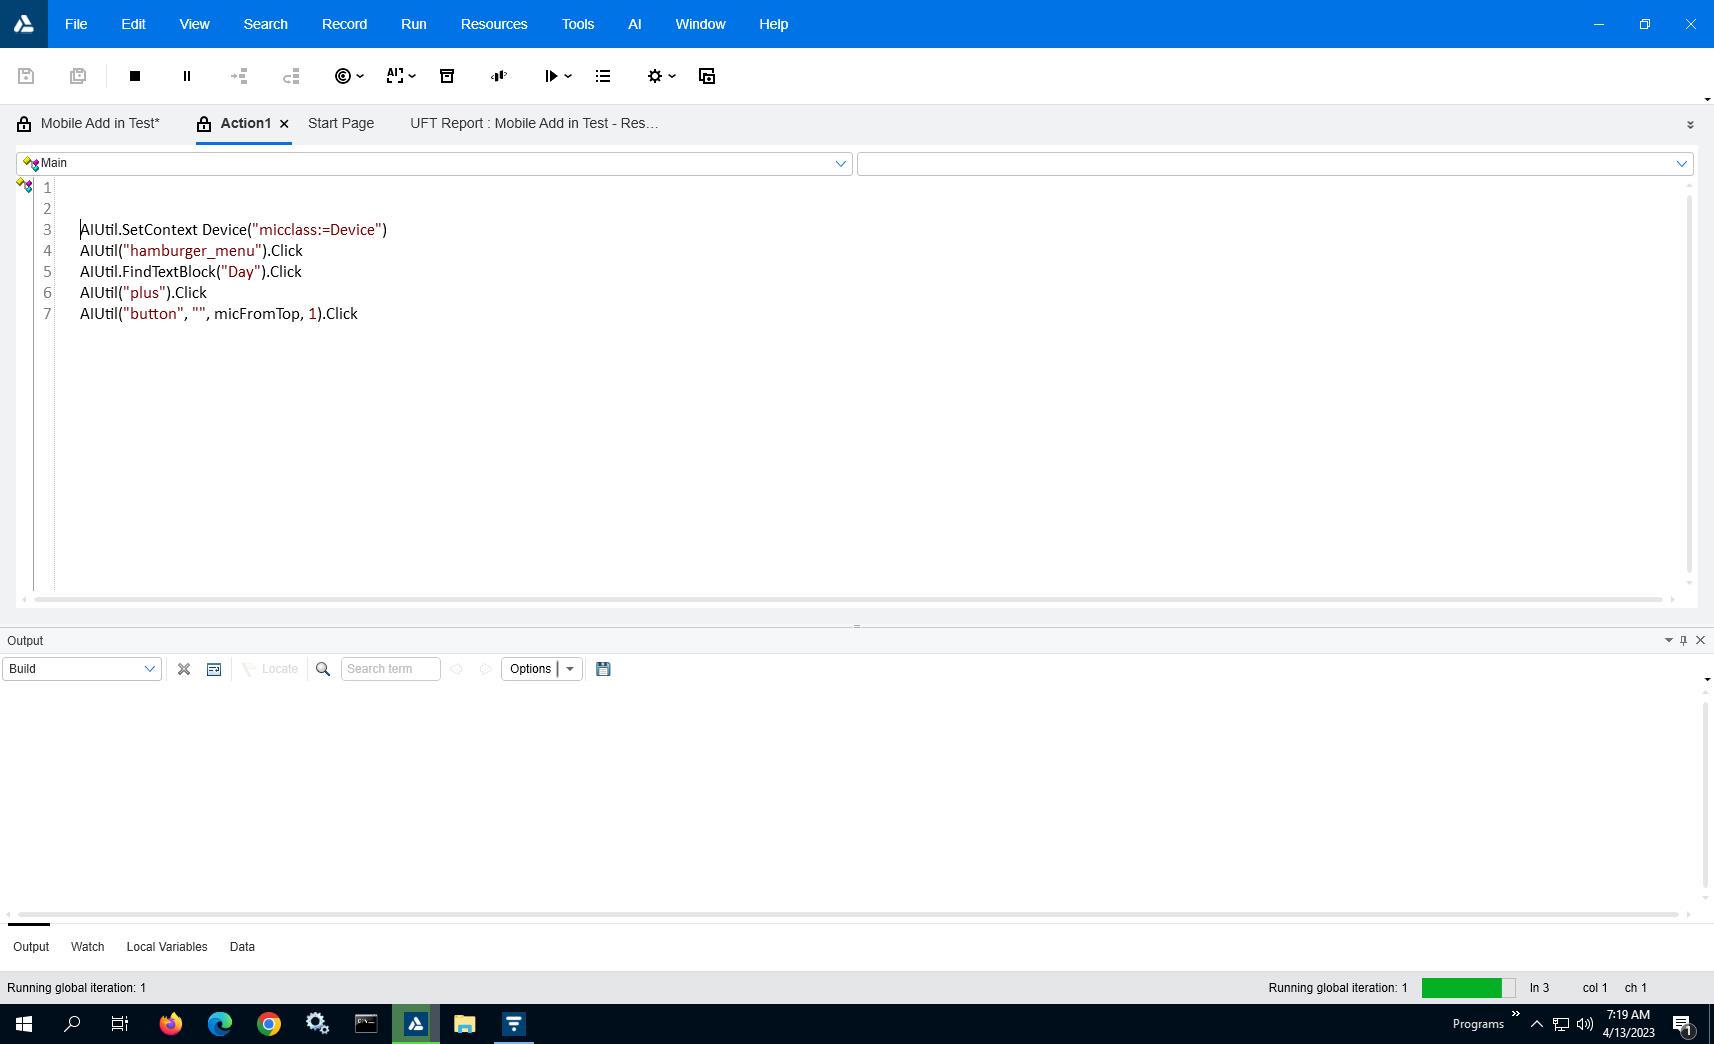 File Edit View Search Record Run Resources Tools AI Window Help
AI
Mobile Add in Test* Action1 Start Page UFT Report : Mobile Add in Test - Res...
Main
1
2
3 AIUtil.SetContext Device("micclass:=Device")
4 AIUtil("hamburger_menu").Click
5 AIUtil.FindTextBlock("Day").Click
6 AIUtil("plus").Click
7 AIUtil("button", "", micFromTop, 1).Click
Output
Build Locate Search term Options
Output Watch Local Variables Data
Running global iteration: 1 Running global iteration: 1 ln 3 col 1 ch 1
Programs 7:19 AM
4/13/2023 1